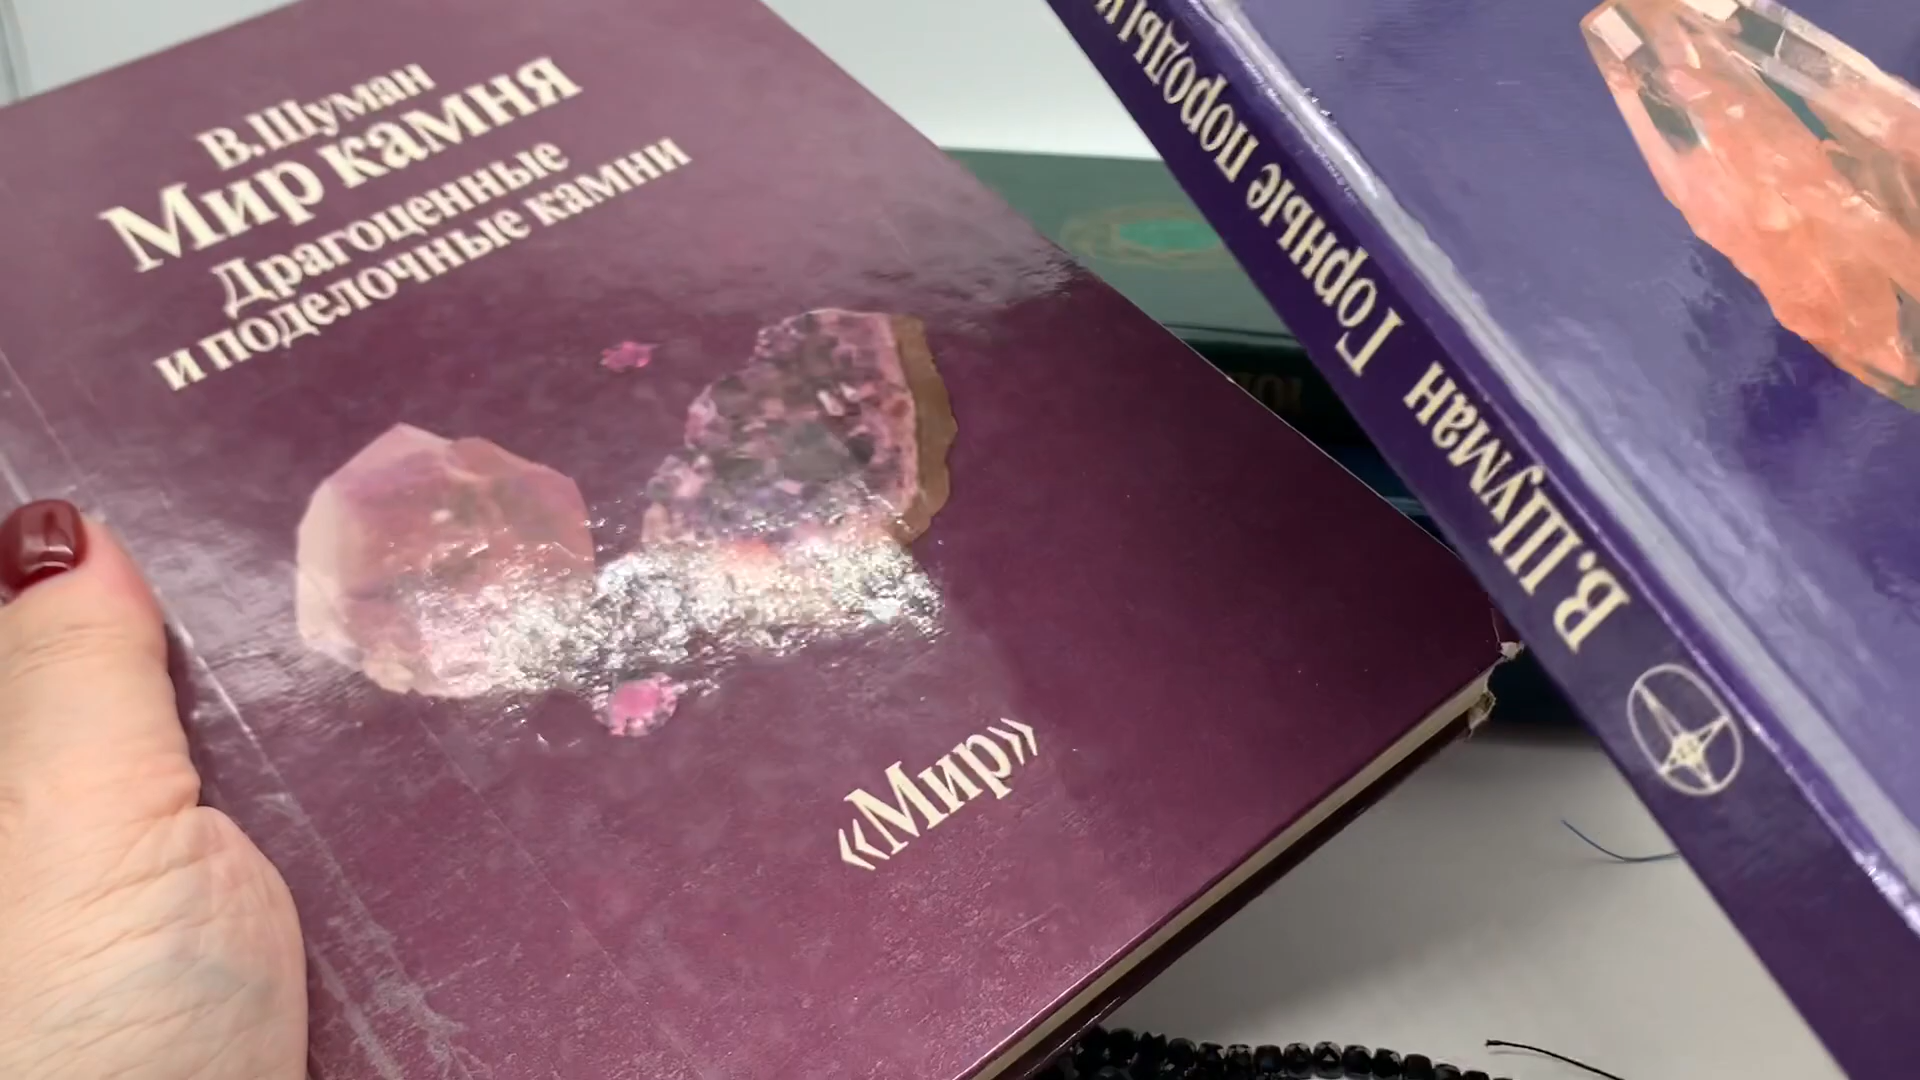 В.Шуман
Мир камня
Драгоценные
и поделочные камни
«Мир»
В.Шуман Горные породы и